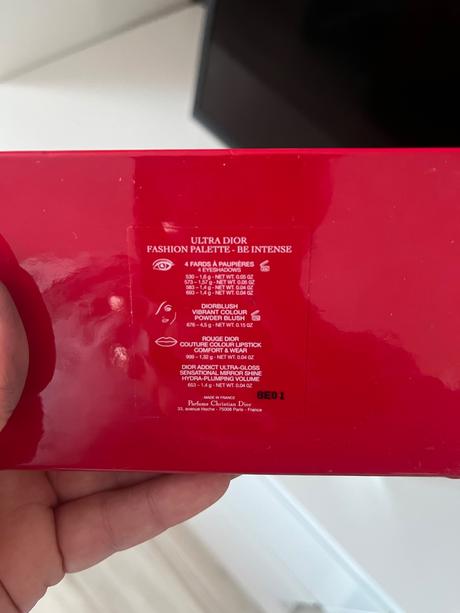 ULTRA DIOR
FASHION PALETTE - BE INTENSE
4 FARDS À PAUPIÈRES
4 EYESHADOWS
530 - 1,6 g - NET WT. 0.05 OZ
573 - 1,57 g - NET WT. 0.05 OZ
583 - 1,4 g - NET WT. 0.04 OZ
693 - 1,4 g - NET WT. 0.04 OZ
DIORBLUSH
VIBRANT COLOUR
POWDER BLUSH
676 - 4,5 g - NET WT. 0.15 OZ
ROUGE DIOR
COUTURE COLOUR LIPSTICK
COMFORT & WEAR
999 - 1,32 g - NET WT. 0.04 OZ
DIOR ADDICT ULTRA-GLOSS
SENSATIONAL MIRROR SHINE
HYDRA-PLUMPING VOLUME
653 - 1.4 g - NET WT. 0.04 OZ
8E01
MADE IN FRANCE
Parfums Christian Dior
33, avenue Hoche - 75008 Paris - France